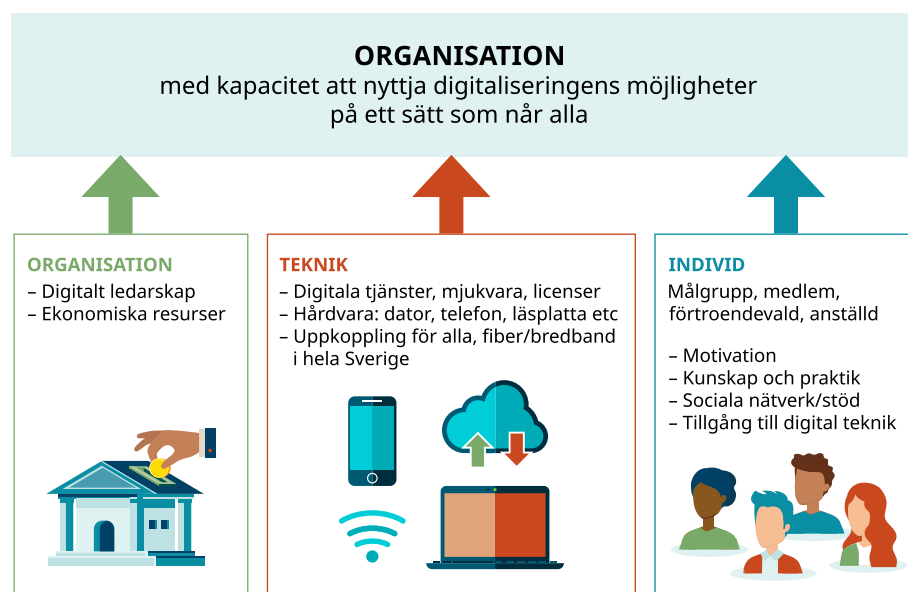 ORGANISATION
med kapacitet att nyttja digitaliseringens möjligheter
på ett sätt som når alla
ORGANISATION
– Digitalt ledarskap
– Ekonomiska resurser
TEKNIK
– Digitala tjänster, mjukvara, licenser
– Hårdvara: dator, telefon, läsplatta etc
– Uppkoppling för alla, fiber/bredband
i hela Sverige
INDIVID
Målgrupp, medlem,
förtroendevald, anställd
– Motivation
– Kunskap och praktik
– Sociala nätverk/stöd
– Tillgång till digital teknik